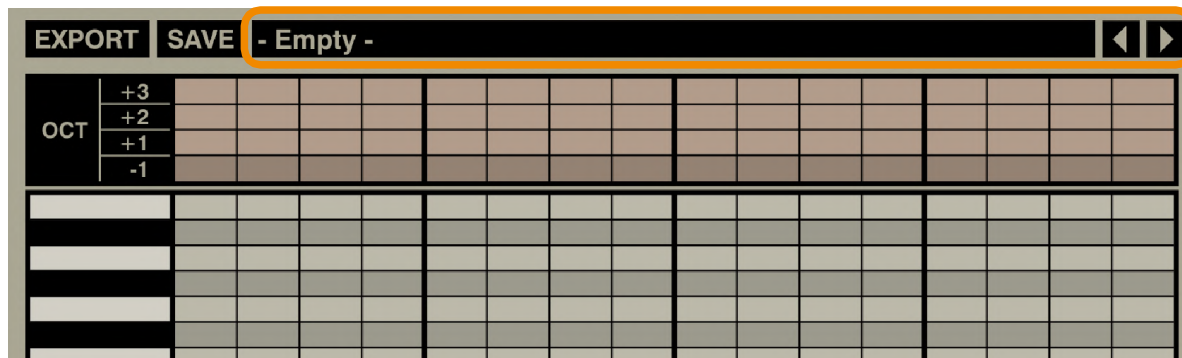 EXPORT SAVE - Empty -
OCT
+3
+2
+1
-1